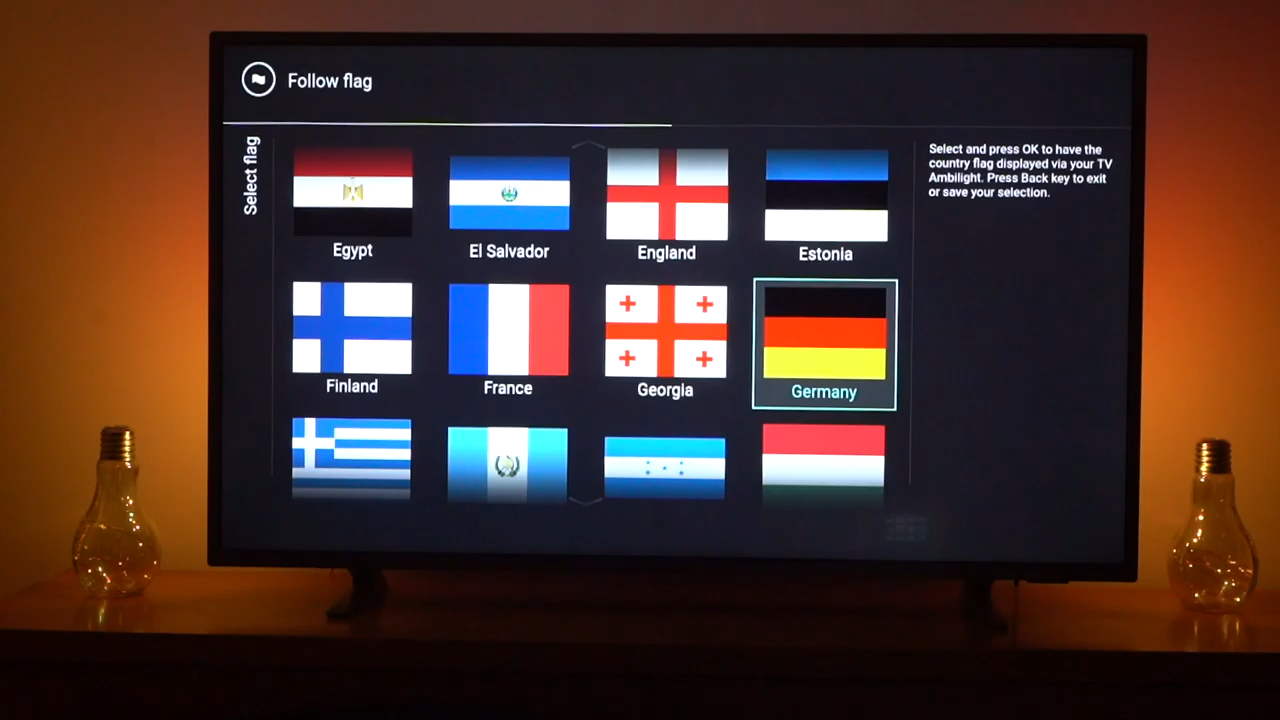 Follow flag
Select flag
Select and press OK to have the
country flag displayed via your TV
Ambilight. Press Back key to exit
or save your selection.
Egypt
El Salvador
England
Estonia
Finland
France
Georgia
Germany